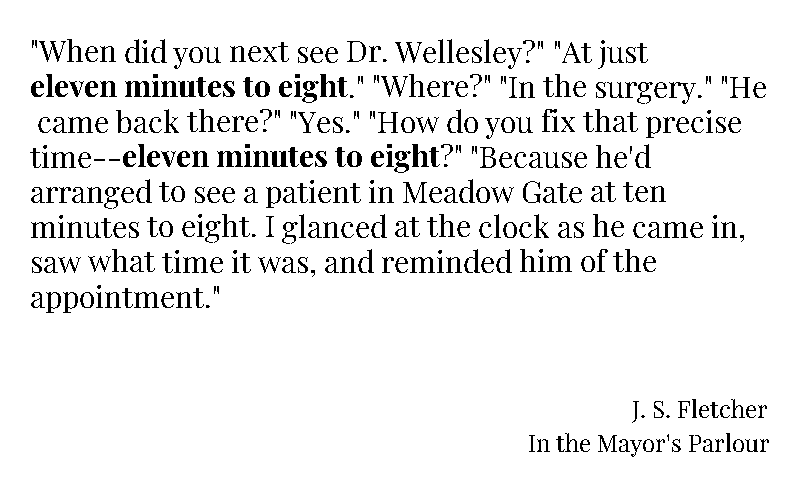 "When did you next see Dr. Wellesley?" "At just
eleven minutes to eight." "Where?" "In the surgery." "He
came back there?" "Yes." "How do you fix that precise
time--eleven minutes to eight?" "Because he'd
arranged to see a patient in Meadow Gate at ten
minutes to eight. I glanced at the clock as he came in,
saw what time it was, and reminded him of the
appointment."
J. S. Fletcher
In the Mayor's Parlour